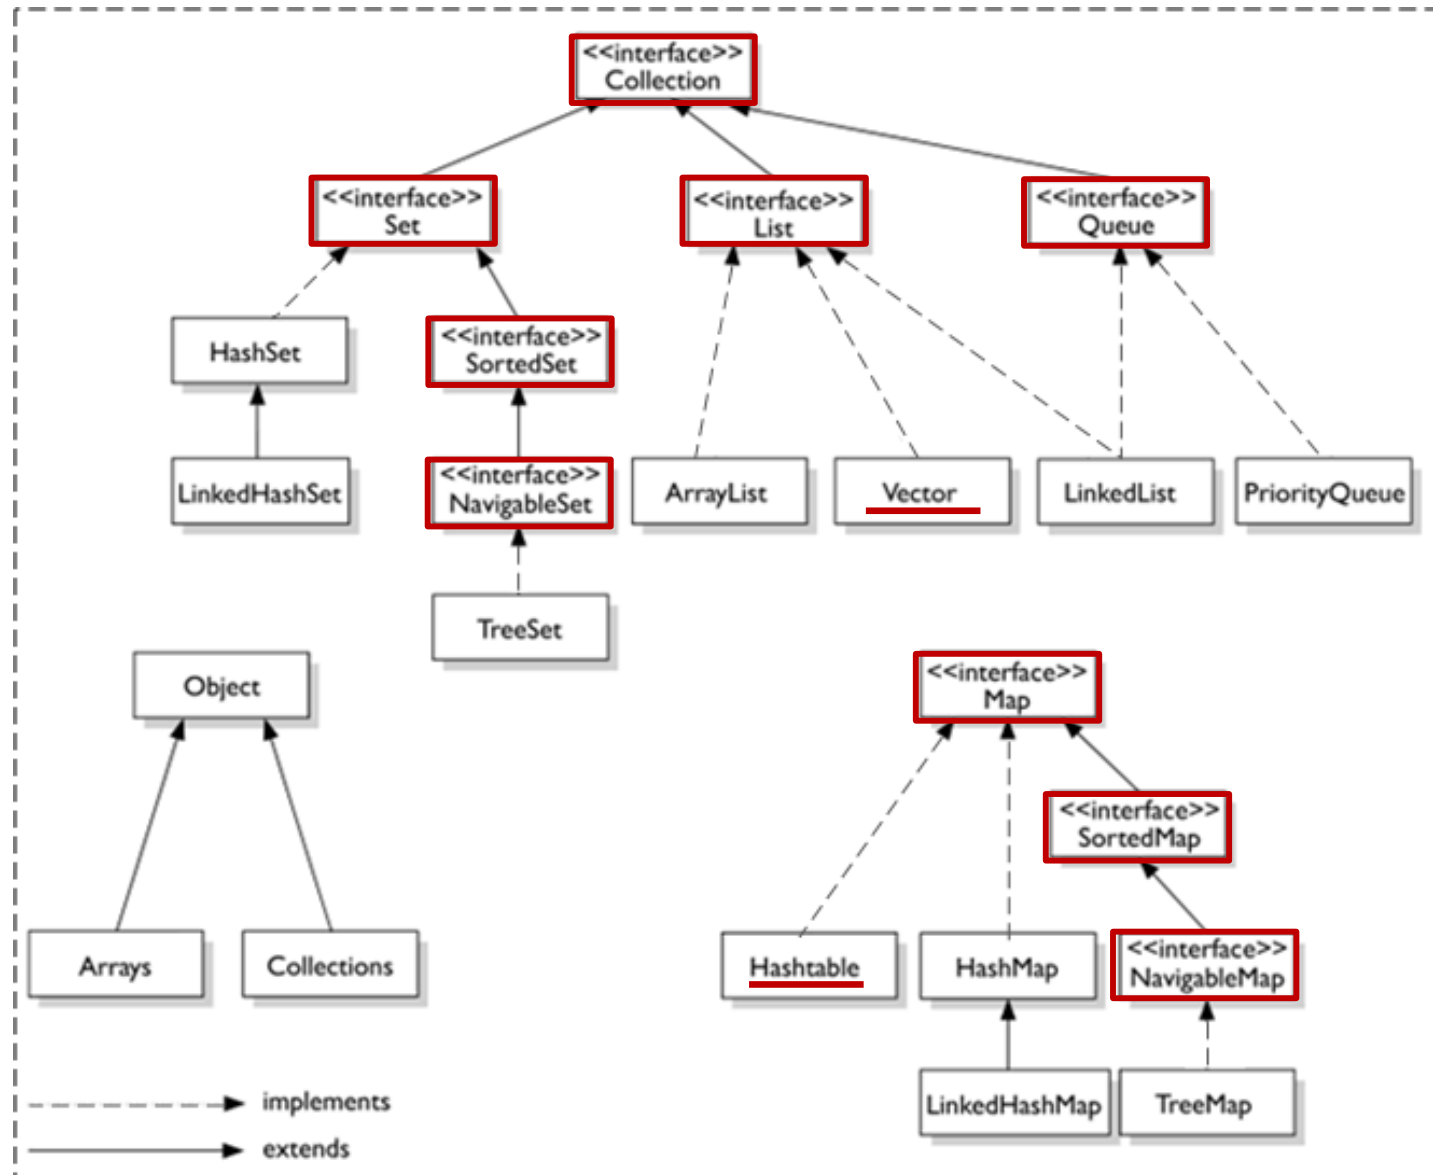 <<interface>>
Collection
<<interface>>
Set
<<interface>>
List
<<interface>>
Queue
HashSet
<<interface>>
SortedSet
LinkedHashSet
<<interface>>
NavigableSet
ArrayList
Vector
LinkedList
PriorityQueue
TreeSet
Object
<<interface>>
Map
<<interface>>
SortedMap
Arrays
Collections
Hashtable
HashMap
<<interface>>
NavigableMap
LinkedHashMap
TreeMap
implements
extends